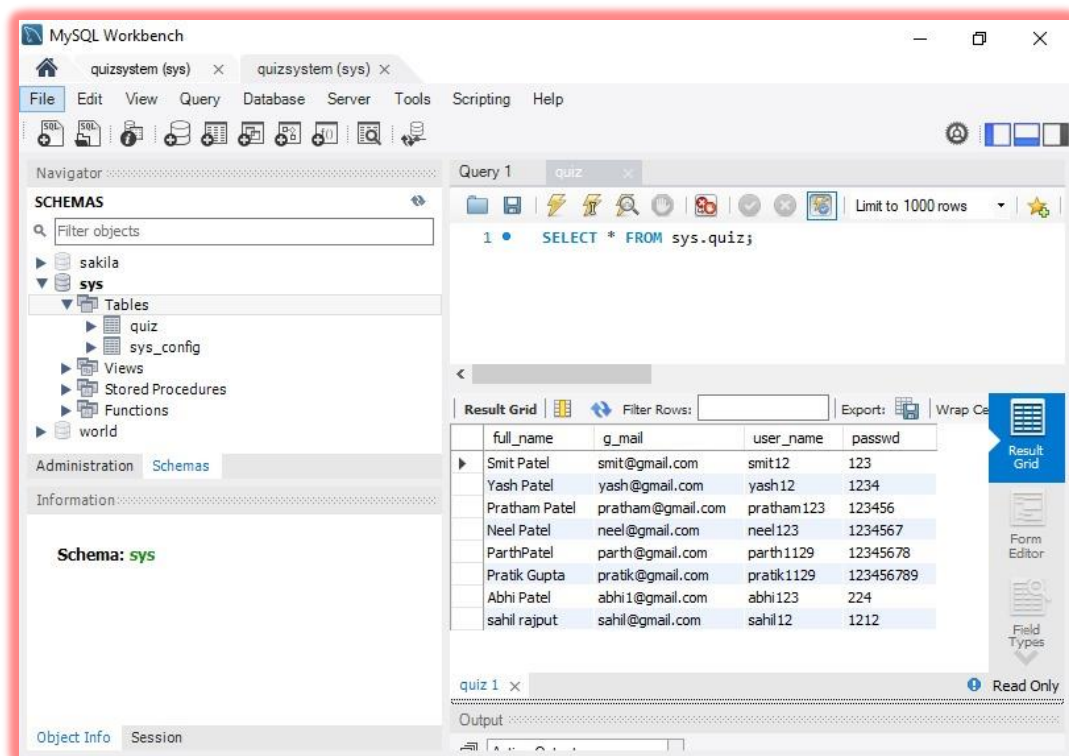 MySQL Workbench
quizsystem (sys) × quizsystem (sys) ×
File Edit View Query Database Server Tools Scripting Help
Navigator
SCHEMAS
Filter objects
sakila
sys
Tables
quiz
sys_config
Views
Stored Procedures
Functions
world
Administration Schemas
Information
Schema: sys
Object Info Session
Query 1 quiz ×
Limit to 1000 rows
1 SELECT * FROM sys.quiz;
Result Grid Filter Rows: Export: Wrap Ce
full_name g_mail user_name passwd
Smit Patel smit@gmail.com smit12 123
Yash Patel yash@gmail.com yash12 1234
Pratham Patel pratham@gmail.com pratham123 123456
Neel Patel neel@gmail.com neel123 1234567
ParthPatel parth@gmail.com parth1129 12345678
Pratik Gupta pratik@gmail.com pratik1129 123456789
Abhi Patel abhi1@gmail.com abhi123 224
sahil rajput sahil@gmail.com sahil12 1212
Result
Grid
Form
Editor
Field
Types
quiz 1 × Read Only
Output